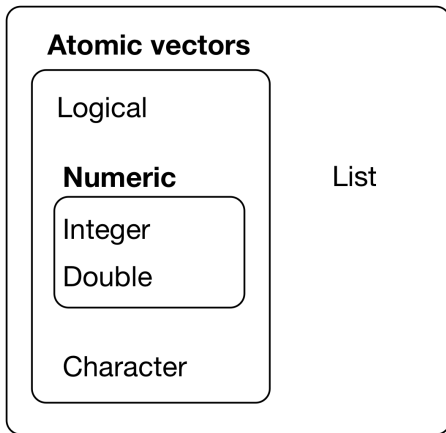 Atomic vectors
Logical
Numeric
List
Integer
Double
Character